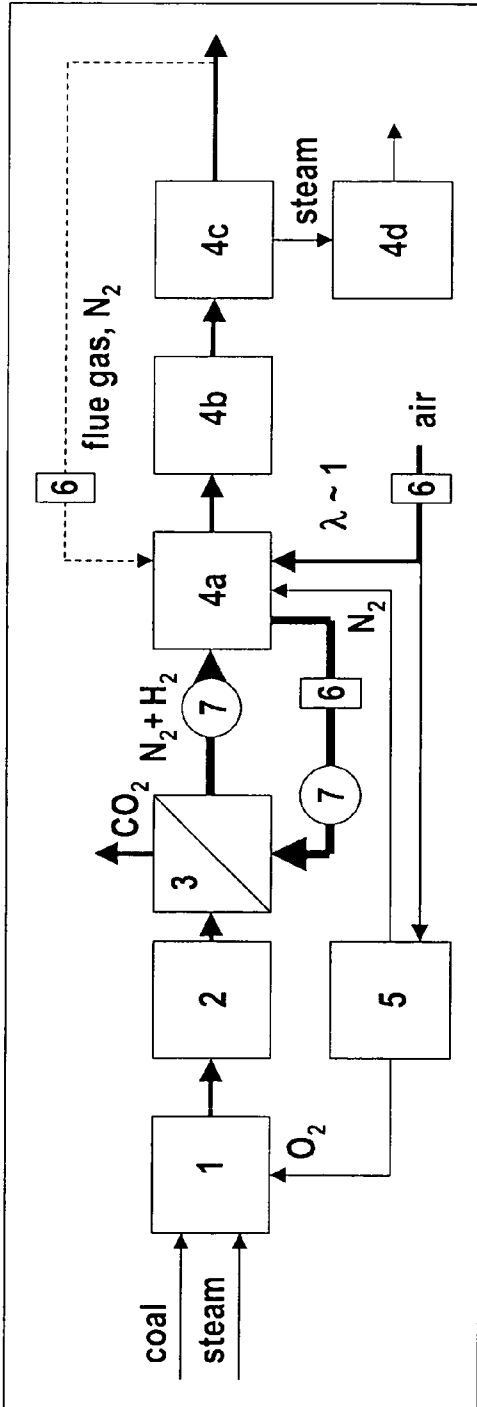 coal
steam
1
O₂
2
3
CO₂
N₂ + H₂
7
7
6
4a
4b
4c
steam
4d
6
flue gas, N₂
N₂
λ ~ 1
6
air
5